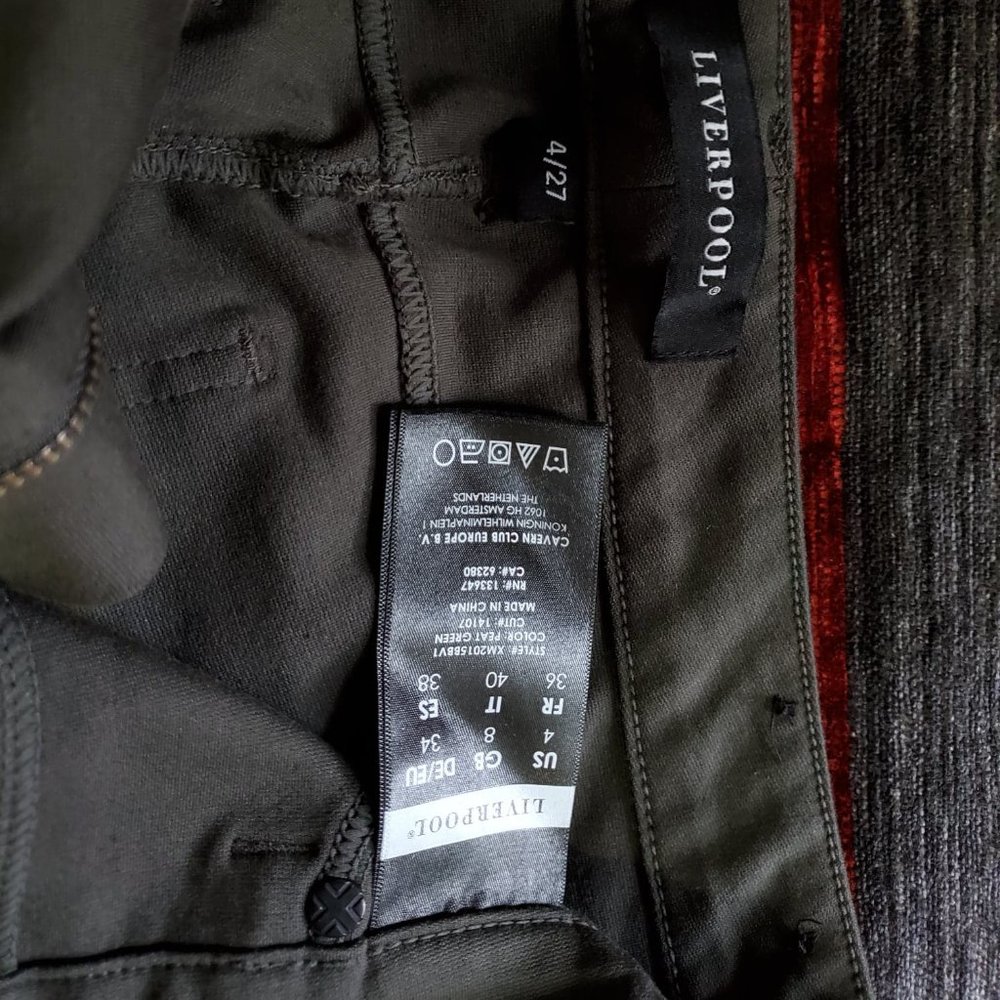 LIVERPOOL®
4/27
LIVERPOOL®
US GB DE/EU
4 8 34
FR IT ES
36 40 38
STYLE#: XM2015BBV1
COLOR: PEAT GREEN
CUT#: 14107
MADE IN CHINA
RN#: 133647
CA#: 62380
CAVERN CLUB EUROPE B.V.
KONINGIN WILHELMINAPLEIN 1
1062 HG AMSTERDAM
THE NETHERLANDS